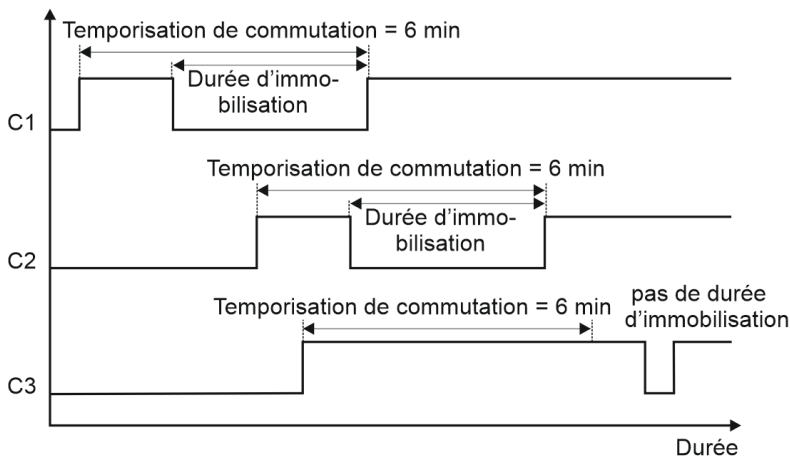 Temporisation de commutation = 6 min
Durée d’immo-
bilisation
C1
Temporisation de commutation = 6 min
Durée d’immo-
bilisation
C2
pas de durée
d’immobilisation
Temporisation de commutation = 6 min
C3
Durée